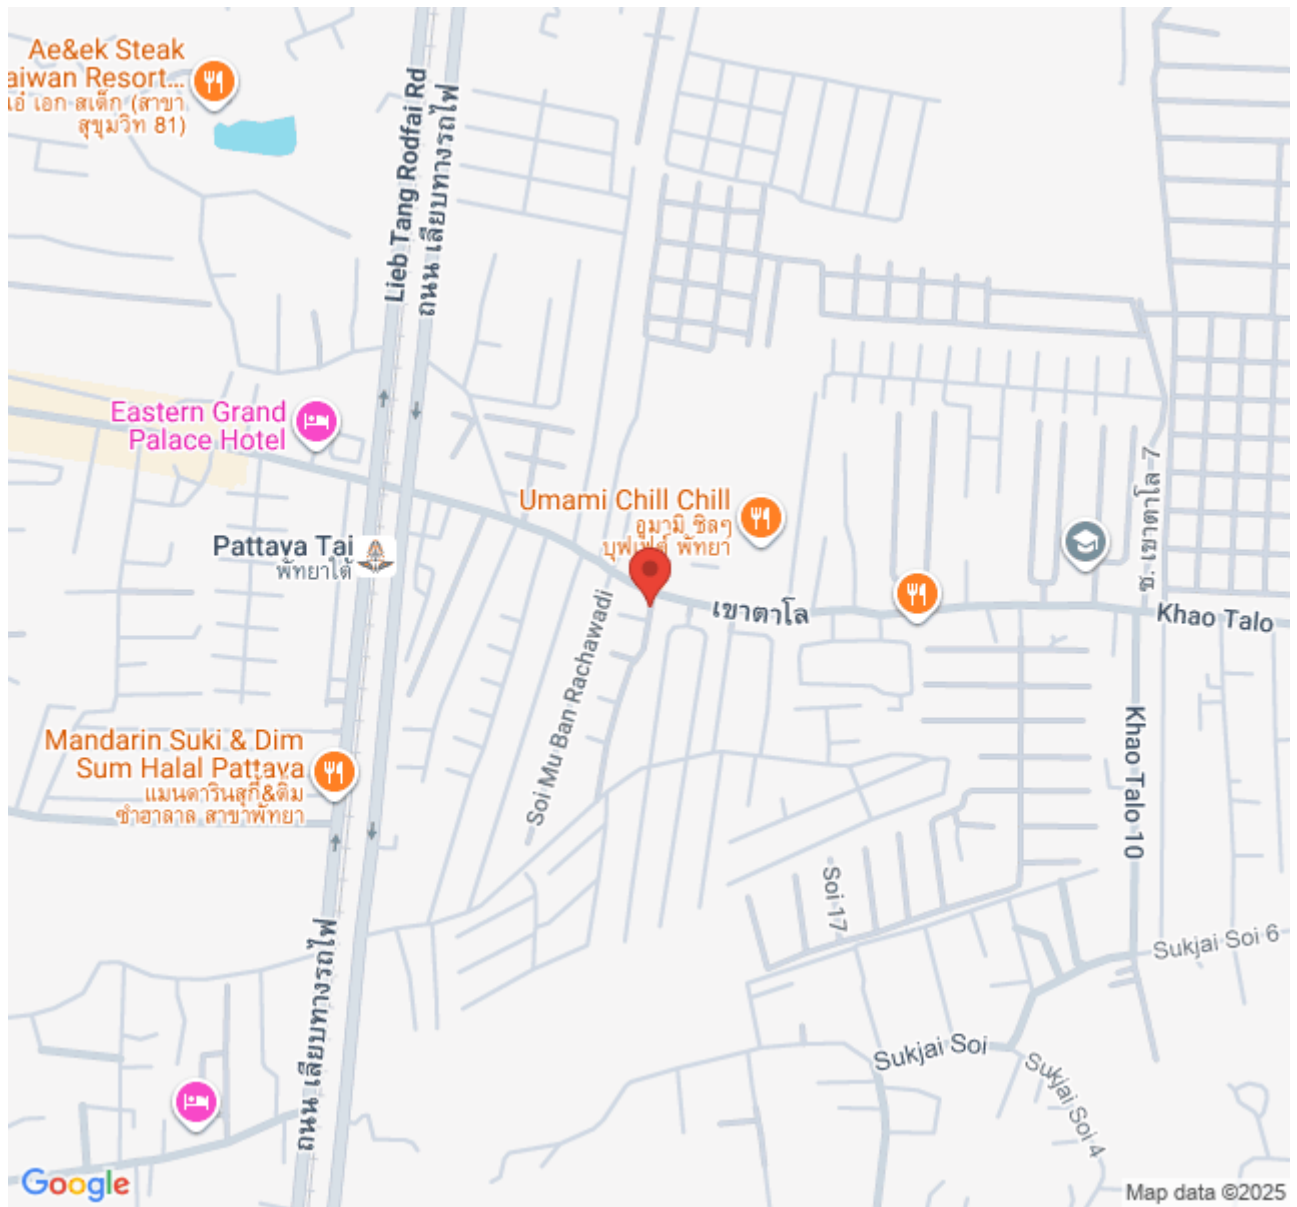 Ae&ek Steak
aiwan Resort...
เอ๋ เอก สเต็ก (สาขา
สุขุมวิท 81)
Lieb Tang Rodfai Rd
ถนน เลียบทางรถไฟ
Eastern Grand
Palace Hotel
Umami Chill Chill
อูมามิ ชิลๆ
บุฟเฟ่ต์ พัทยา
Pattaya Tai
พัทยาใต้
ซ. เขาตาโล 7
เขาตาโล
Khao Talo
Soi Mu Ban Rachawadi
Mandarin Suki & Dim
Sum Halal Pattaya
แมนดารินสุกี้&ติ่ม
ซำฮาลาล สาขาพัทยา
Khao Talo 10
Soi 17
Sukjai Soi 6
ถนน เลียบทางรถไฟ
Sukjai Soi
Sukjai Soi 4
Google
Map data ©2025